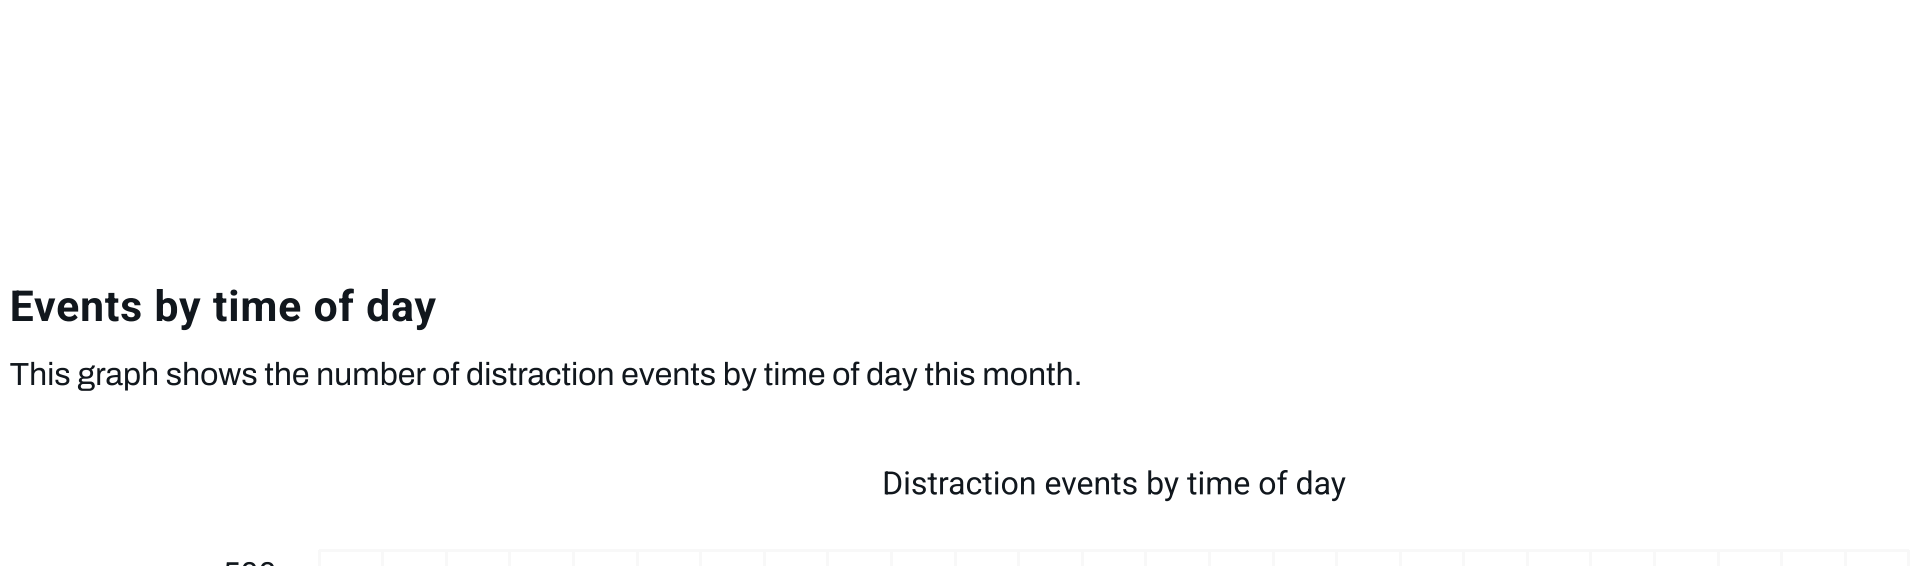 Events by time of day
This graph shows the number of distraction events by time of day this month.
Distraction events by time of day